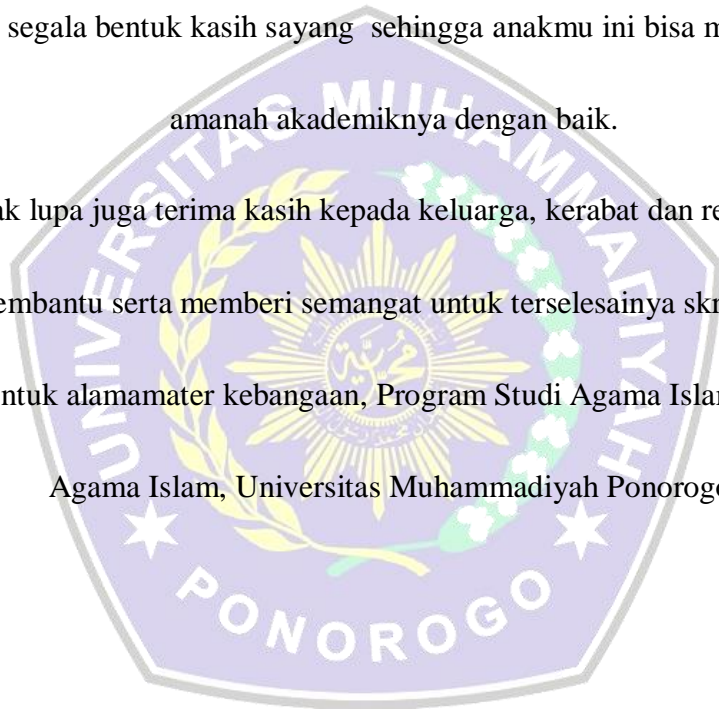 segala bentuk kasih sayang sehingga anakmu ini bisa m
amanah akademiknya dengan baik.
ak lupa juga terima kasih kepada keluarga, kerabat dan re
embantu serta memberi semangat untuk terselesainya skr
ntuk alamamater kebangaan, Program Studi Agama Islar
Agama Islam, Universitas Muhammadiyah Ponorogo
UNIVERSITAS MUHAMMADIYAH
PONOROGO